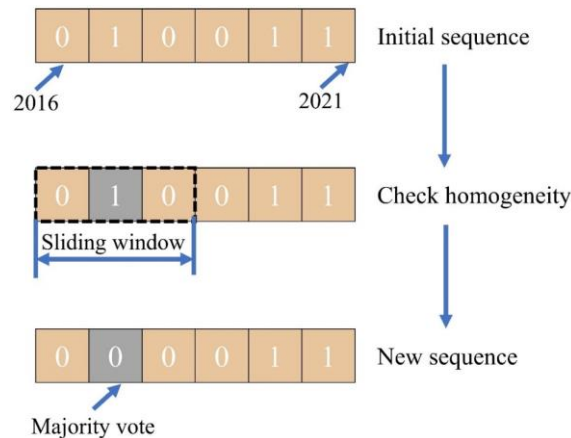 0 1 0 0 1 1 Initial sequence
2016 2021
0 1 0 0 1 1 Check homogeneity
Sliding window
0 0 0 0 1 1 New sequence
Majority vote